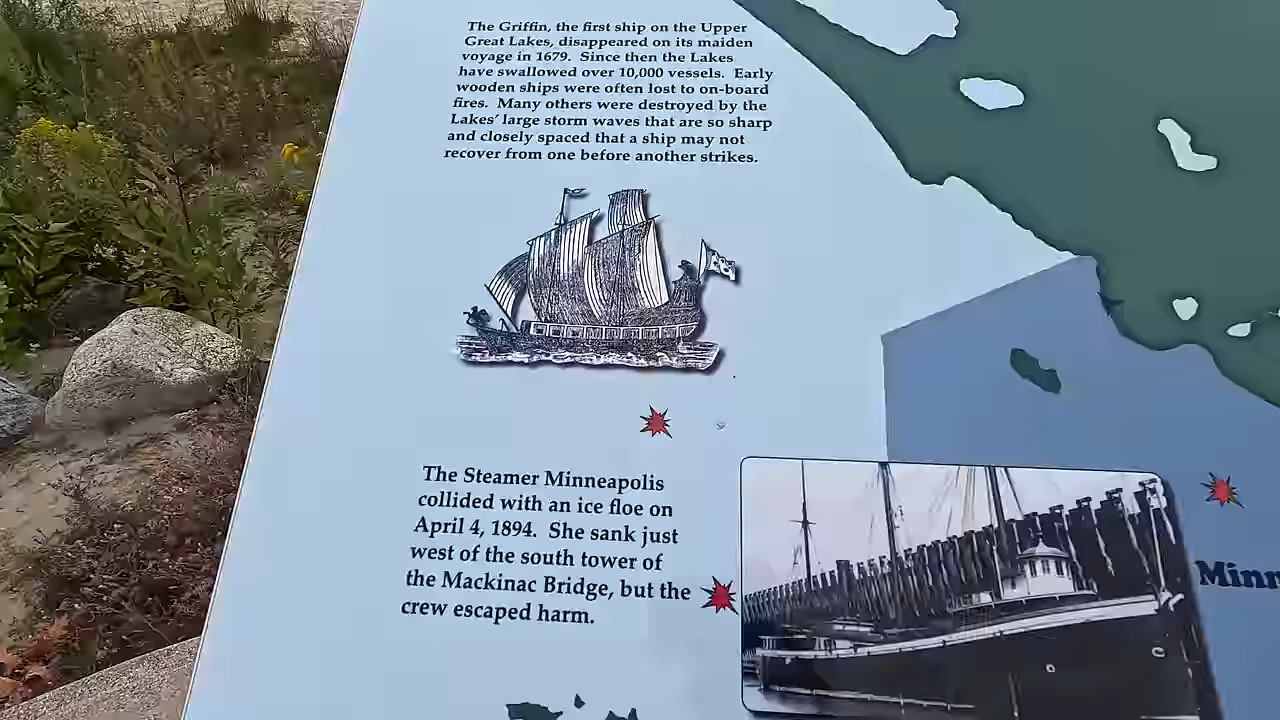 The Griffin, the first ship on the Upper
Great Lakes, disappeared on its maiden
voyage in 1679. Since then the Lakes
have swallowed over 10,000 vessels. Early
wooden ships were often lost to on-board
fires. Many others were destroyed by the
Lakes' large storm waves that are so sharp
and closely spaced that a ship may not
recover from one before another strikes.
The Steamer Minneapolis
collided with an ice floe on
April 4, 1894. She sank just
west of the south tower of
the Mackinac Bridge, but the
crew escaped harm.
Minn